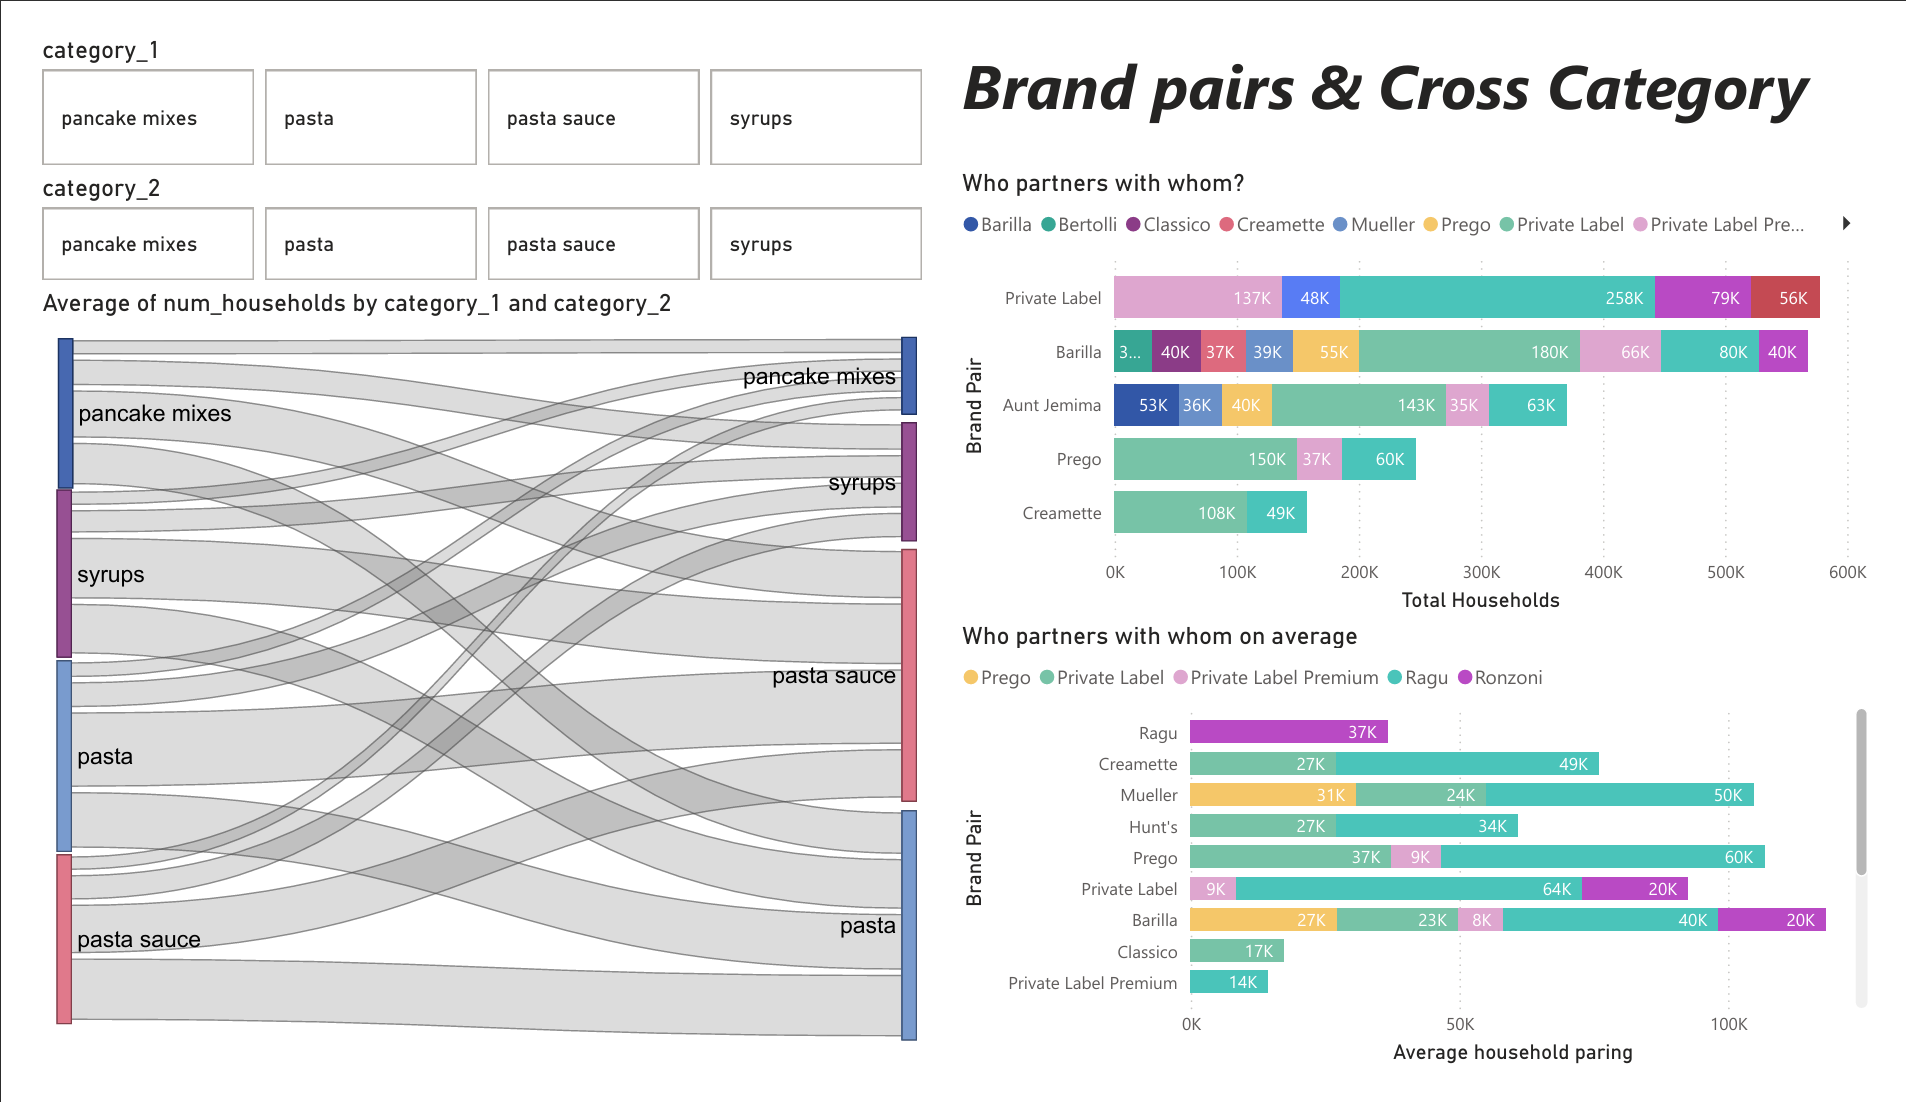 category_1
pancake mixes pasta pasta sauce syrups
category_2
pancake mixes pasta pasta sauce syrups
Average of num_households by category_1 and category_2
pancake mixes
syrups
pasta
pasta sauce
pancake mixes
syrups
pasta sauce
pasta
Brand pairs & Cross Category
Who partners with whom?
Barilla Bertolli Classico Creamette Mueller Prego Private Label Private Label Pre...
Brand Pair
Private Label 137K 48K 258K 79K 56K
Barilla 3... 40K 37K 39K 55K 180K 66K 80K 40K
Aunt Jemima 53K 36K 40K 143K 35K 63K
Prego 150K 37K 60K
Creamette 108K 49K
0K 100K 200K 300K 400K 500K 600K
Total Households
Who partners with whom on average
Prego Private Label Private Label Premium Ragu Ronzoni
Brand Pair
Ragu 37K
Creamette 27K 49K
Mueller 31K 24K 50K
Hunt's 27K 34K
Prego 37K 9K 60K
Private Label 9K 64K 20K
Barilla 27K 23K 8K 40K 20K
Classico 17K
Private Label Premium 14K
0K 50K 100K
Average household paring